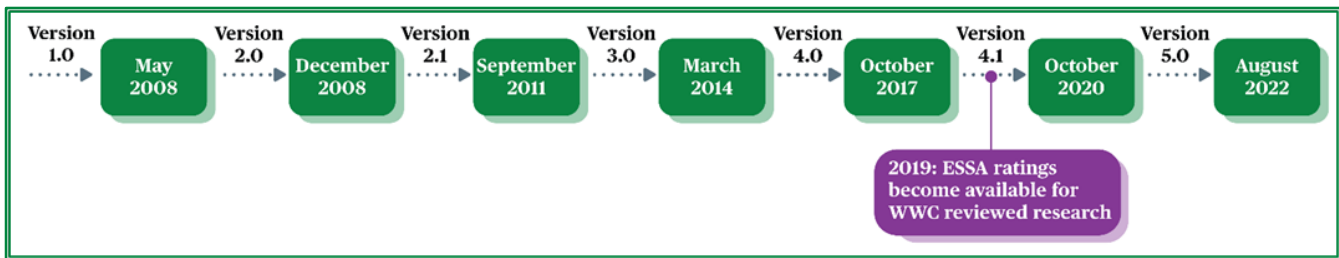 Version
1.0
May
2008
Version
2.0
December
2008
Version
2.1
September
2011
Version
3.0
March
2014
Version
4.0
October
2017
Version
4.1
October
2020
Version
5.0
August
2022
2019: ESSA ratings
become available for
WWC reviewed research